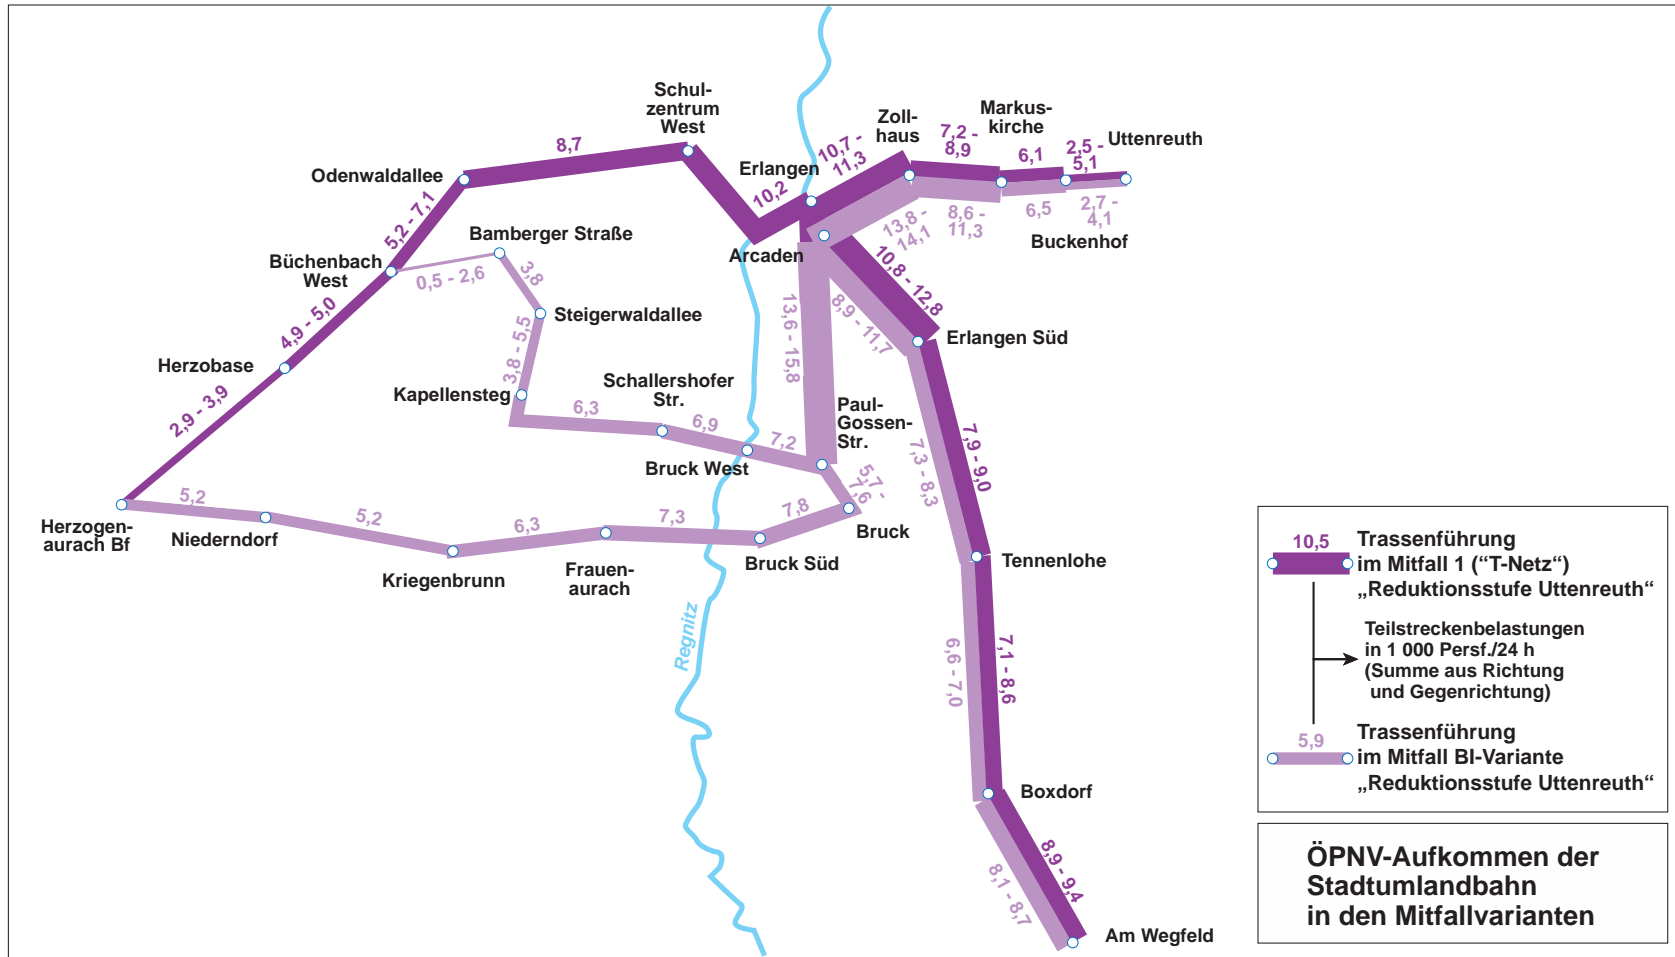 Schul-
zentrum
West
8,7
Odenwaldallee
5,2 - 7,1
Bamberger Straße
Büchenbach
West
0,5 - 2,6
3,8
Steigerwaldallee
3,8 - 5,5
4,9 - 5,0
Herzobase
2,9 - 3,9
Kapellensteg
Schallershofer
Str.
6,3
6,9
7,2
Bruck West
Erlangen
10,2
10,7 -
11,3
Arcaden
Zoll-
haus
7,2 -
8,9
Markus-
kirche
6,1
2,5 -
5,1
Uttenreuth
13,8 -
14,1
8,6 -
11,3
6,5
2,7 -
4,1
Buckenhof
10,8 - 12,8
8,9 - 11,7
13,6 - 15,8
Erlangen Süd
Paul-
Gossen-
Str.
5,7 -
7,6
Bruck
7,8
Bruck Süd
7,3
Frauen-
aurach
6,3
Kriegenbrunn
5,2
Niederndorf
5,2
Herzogen-
aurach Bf
7,9 - 9,0
7,3 - 8,3
Tennenlohe
7,1 - 8,6
6,6 - 7,0
Boxdorf
8,9 - 9,4
8,1 - 8,7
Am Wegfeld
Regnitz
10,5
Trassenführung
im Mitfall 1 (“T-Netz“)
„Reduktionsstufe Uttenreuth“
Teilstreckenbelastungen
in 1 000 Persf./24 h
(Summe aus Richtung
und Gegenrichtung)
5,9
Trassenführung
im Mitfall BI-Variante
„Reduktionsstufe Uttenreuth“
ÖPNV-Aufkommen der
Stadtumlandbahn
in den Mitfallvarianten